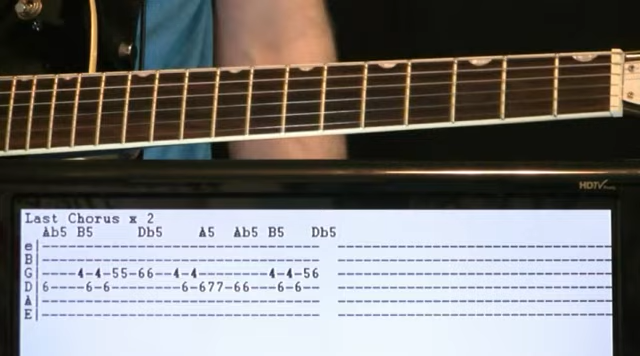 HDTV
Last Chorus x 2
Ab5 B5 Db5 A5 Ab5 B5 Db5
e|---------------------------------------- ---------------------------------------
B|---------------------------------------- ---------------------------------------
G|-----4-4-55-66--4-4---------4-4-56 ---------------------------------------
D|6-----6-6---------6-677-66---6-6--- ---------------------------------------
A|---------------------------------------- ---------------------------------------
E|---------------------------------------- ---------------------------------------